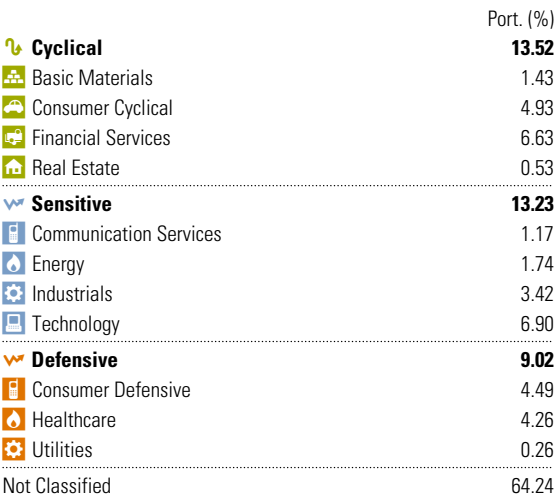 Port. (%)
Cyclical 13.52
Basic Materials 1.43
Consumer Cyclical 4.93
Financial Services 6.63
Real Estate 0.53
Sensitive 13.23
Communication Services 1.17
Energy 1.74
Industrials 3.42
Technology 6.90
Defensive 9.02
Consumer Defensive 4.49
Healthcare 4.26
Utilities 0.26
Not Classified 64.24